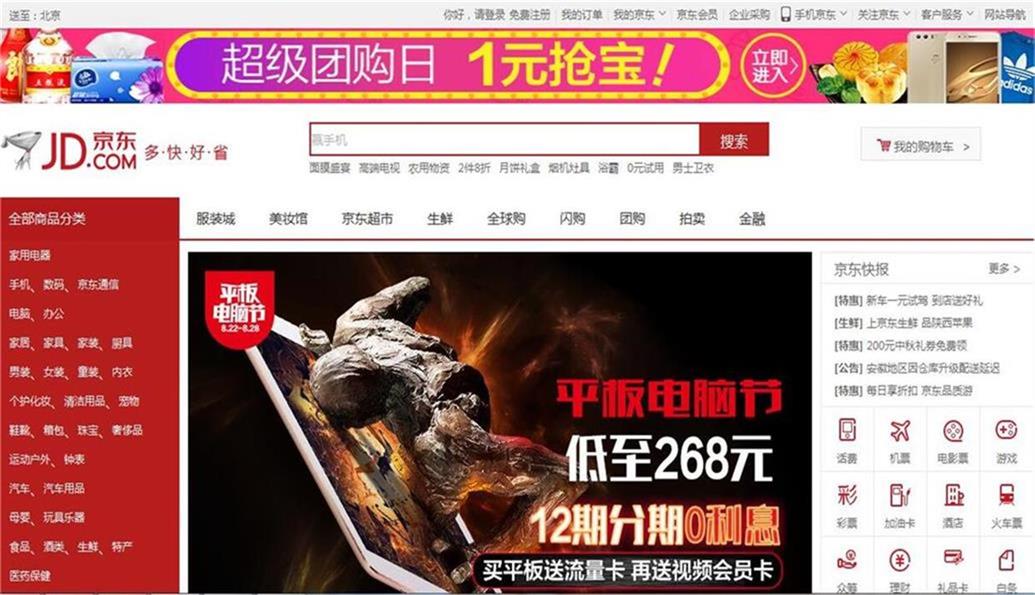 送至：北京
你好，请登录 免费注册 我的订单 我的京东 京东会员 企业采购 手机京东 关注京东 客户服务 网站导航
超级团购日 1元抢宝！ 立即进入
adidas
JD.COM 京东
多·快·好·省
赢手机
搜索
我的购物车 >
面膜盛宴 高端电视 农用物资 2件8折 月饼礼盒 烟机灶具 浴霸 0元试用 男士卫衣
全部商品分类
服装城 美妆馆 京东超市 生鲜 全球购 闪购 团购 拍卖 金融
家用电器
手机、数码、京东通信
电脑、办公
家居、家具、家装、厨具
男装、女装、童装、内衣
个护化妆、清洁用品、宠物
鞋靴、箱包、珠宝、奢侈品
运动户外、钟表
汽车、汽车用品
母婴、玩具乐器
食品、酒类、生鲜、特产
医药保健
平板
电脑节
8.22-8.28
平板电脑节
低至268元
12期分期0利息
买平板送流量卡 再送视频会员卡
京东快报
更多 >
[特惠] 新车一元试驾 到店送好礼
[生鲜] 上京东生鲜 品陕西苹果
[特惠] 200元中秋礼券免费领
[公告] 安徽地区因仓库升级配送延迟
[特惠] 每日享折扣 京东品质游
话费 机票 电影票 游戏
彩
彩票 加油卡 酒店 火车票
众筹 理财 礼品卡 白条